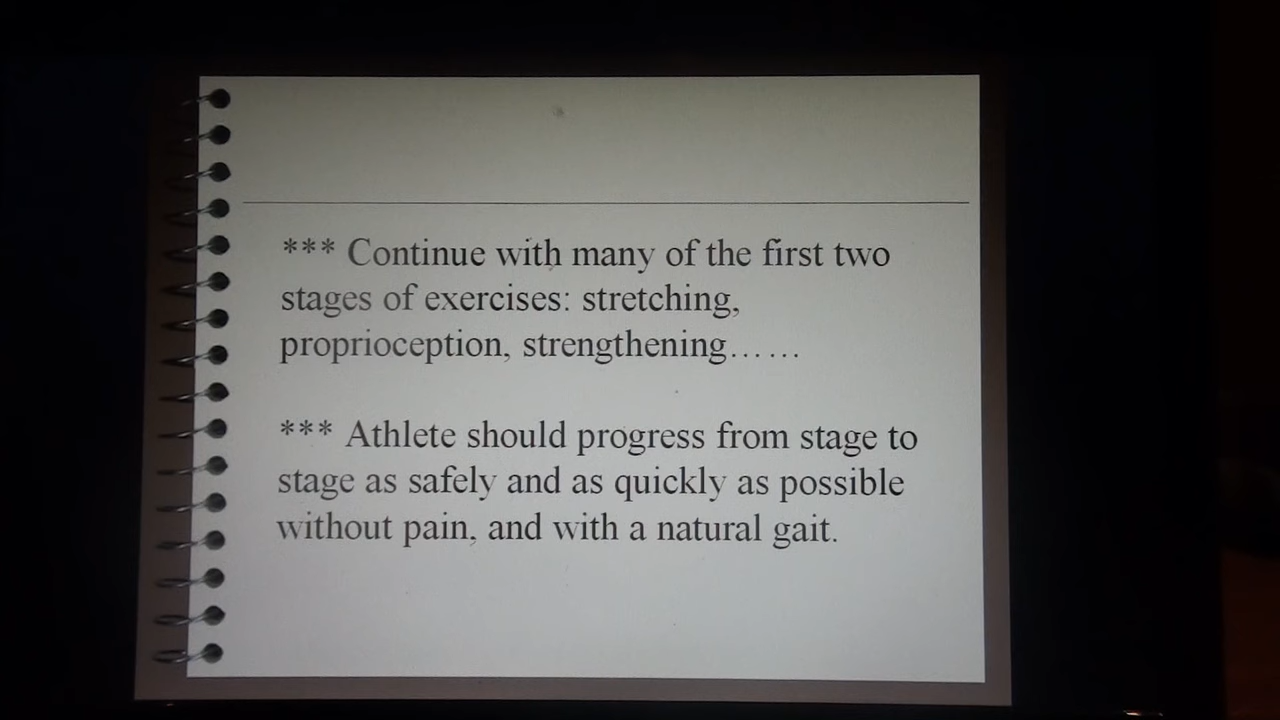 *** Continue with many of the first two
stages of exercises: stretching,
proprioception, strengthening……
*** Athlete should progress from stage to
stage as safely and as quickly as possible
without pain, and with a natural gait.